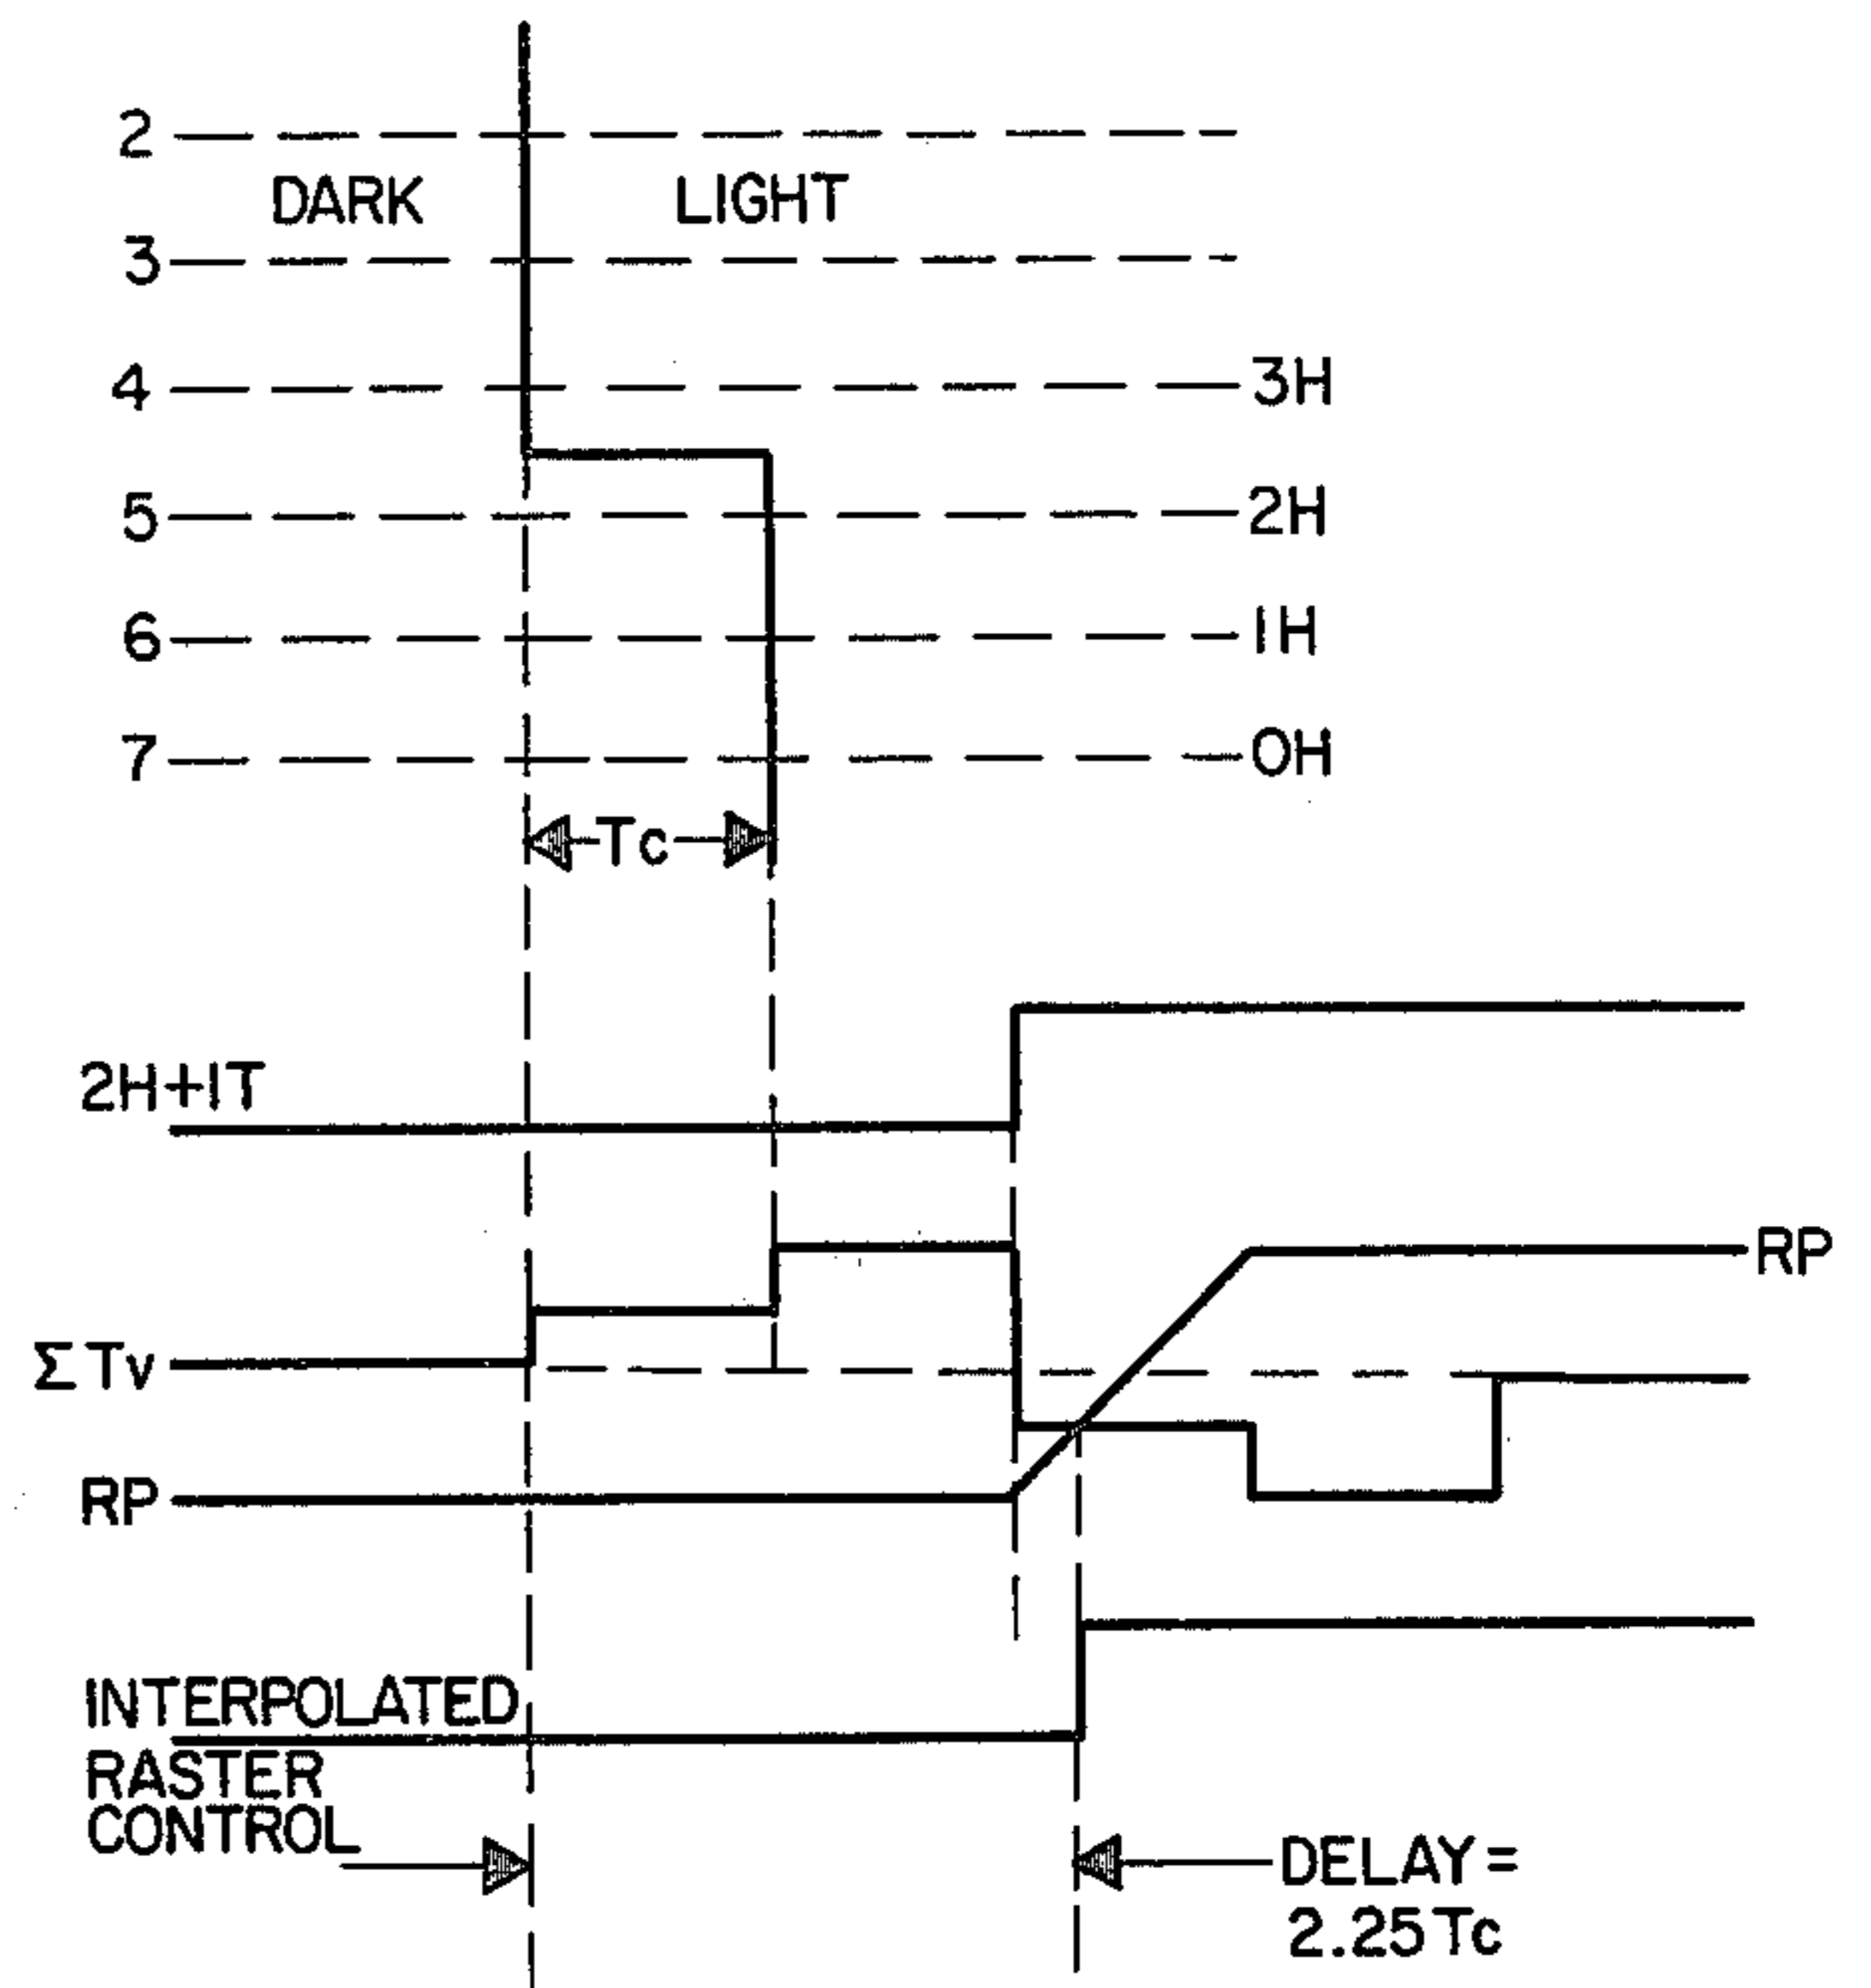 2
DARK LIGHT
3
4 3H
5 2H
6 1H
7 0H
Tc
2H+1T
RP
ΣTv
RP
INTERPOLATED
RASTER
CONTROL
DELAY=
2.25Tc